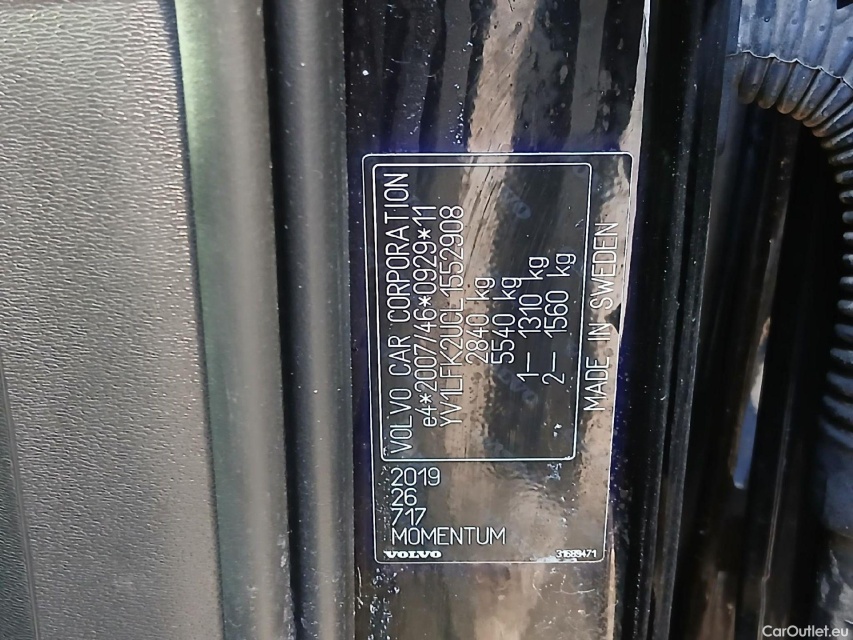 VOLVO CAR CORPORATION
e4*2007/46*0929*11
YV1LFK2UCL1552908
2840 kg
5540 kg
1— 1310 kg
2— 1560 kg
MADE IN SWEDEN
2019
26
717
MOMENTUM
VOLVO
31689471
CarOutlet.eu